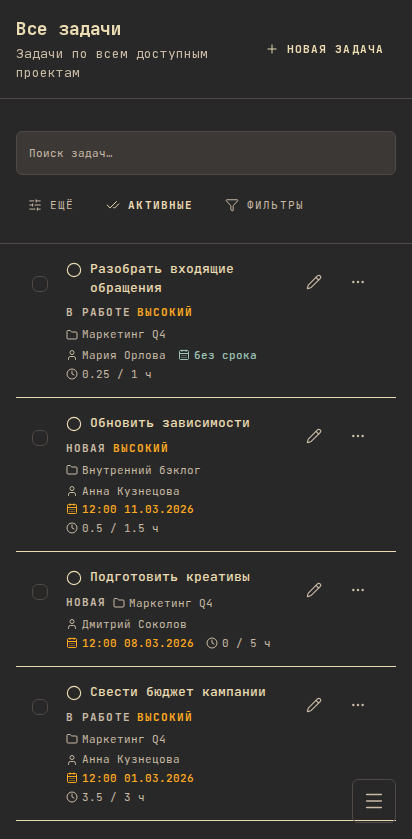 Все задачи
Задачи по всем доступным
проектам
НОВАЯ ЗАДАЧА
Поиск задач…
ЕЩЁ
АКТИВНЫЕ
ФИЛЬТРЫ
Разобрать входящие
обращения
В РАБОТЕ ВЫСОКИЙ
Маркетинг Q4
Мария Орлова без срока
0.25 / 1 ч
Обновить зависимости
НОВАЯ ВЫСОКИЙ
Внутренний бэклог
Анна Кузнецова
12:00 11.03.2026
0.5 / 1.5 ч
Подготовить креативы
НОВАЯ Маркетинг Q4
Дмитрий Соколов
12:00 08.03.2026 0 / 5 ч
Свести бюджет кампании
В РАБОТЕ ВЫСОКИЙ
Маркетинг Q4
Анна Кузнецова
12:00 01.03.2026
3.5 / 3 ч